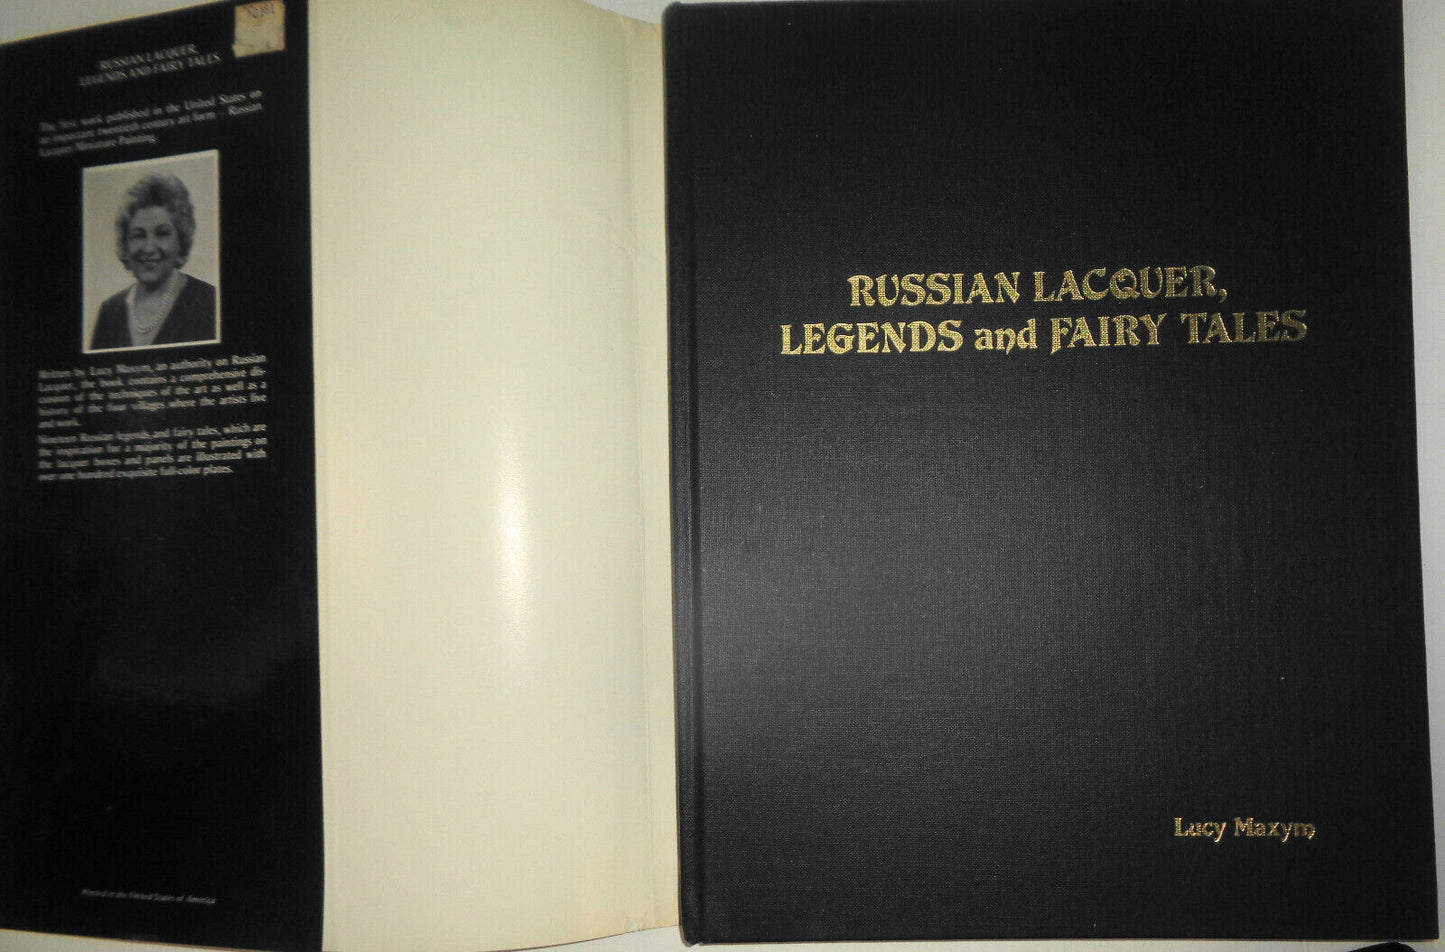 RUSSIAN LACQUER,
LEGENDS AND FAIRY TALES
The first work published in the United States on
an important twentieth century art form — Russian
Lacquer Miniature Painting.
Written by Lucy Maxym, an authority on Russian
Lacquer, the book contains a comprehensive dis-
cussion of the techniques of the art as well as a
history of the four villages where the artists live
and work.
Nineteen Russian legends and fairy tales, which are
the inspiration for a majority of the paintings on
the lacquer boxes and panels are illustrated with
over one hundred exquisite full-color plates.
Printed in the United States of America
RUSSIAN LACQUER,
LEGENDS and FAIRY TALES
Lucy Maxym